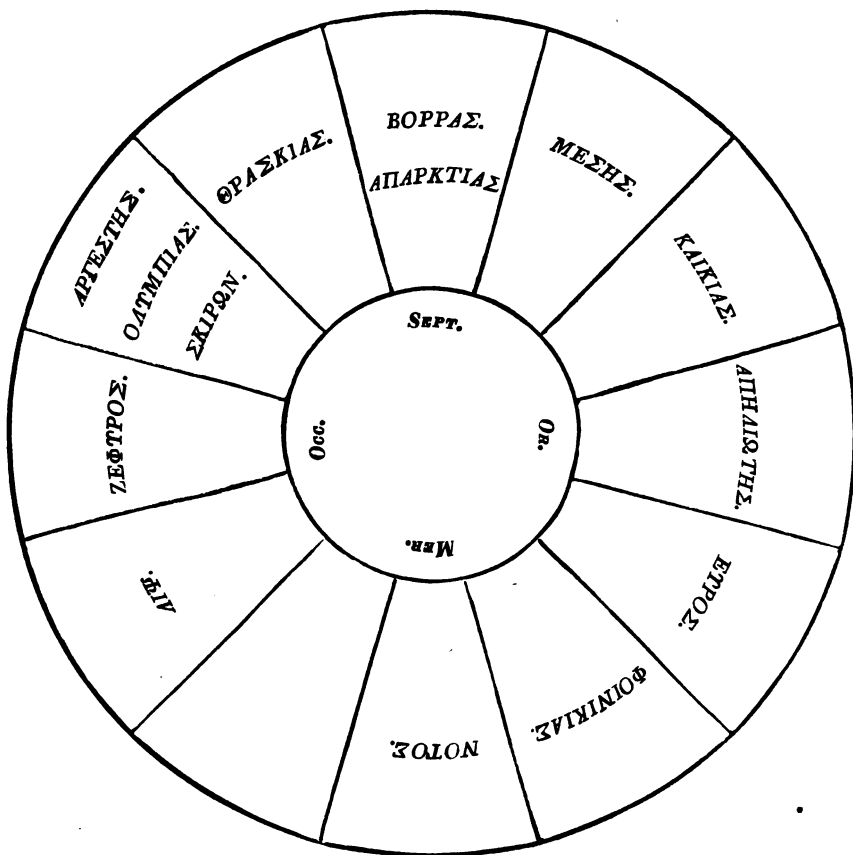 ΒΟΡΡΑΣ.
ΑΠΑΡΚΤΙΑΣ
ΜΕΣΗΣ.
ΚΑΙΚΙΑΣ.
ΑΠΗΛΙΩΤΗΣ.
ΕΥΡΟΣ.
ΦΟΙΝΙΚΙΑΣ.
ΝΟΤΟΣ.
ΛΙΨ.
ΖΕΦΥΡΟΣ.
ΑΡΓΕΣΤΗΣ.
ΟΛΥΜΠΙΑΣ.
ΣΚΙΡΩΝ.
ΘΡΑΣΚΙΑΣ.
SEPT.
OR.
MER.
OCC.